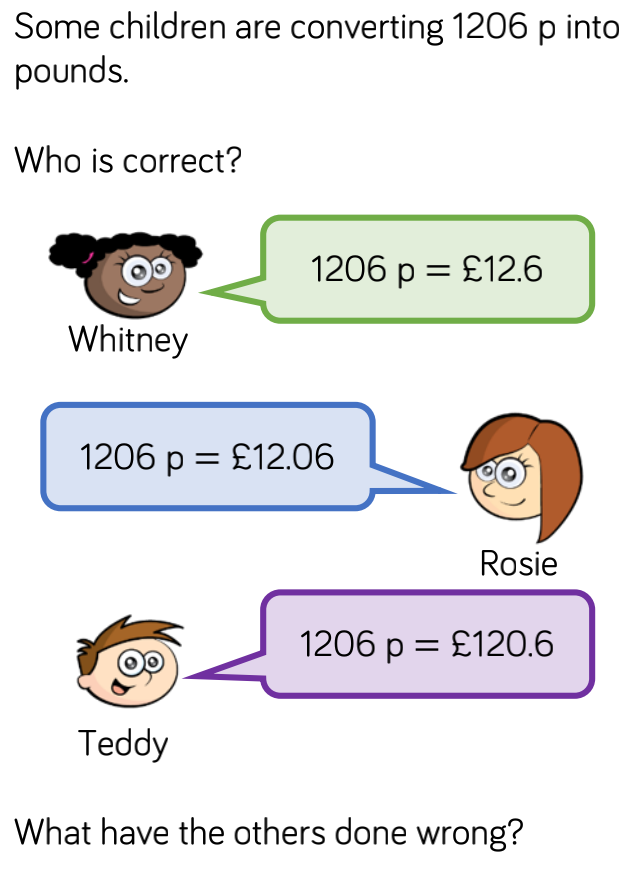 Some children are converting 1206 p into
pounds.
Who is correct?
1206 p = £12.6
Whitney
1206 p = £12.06
Rosie
1206 p = £120.6
Teddy
What have the others done wrong?